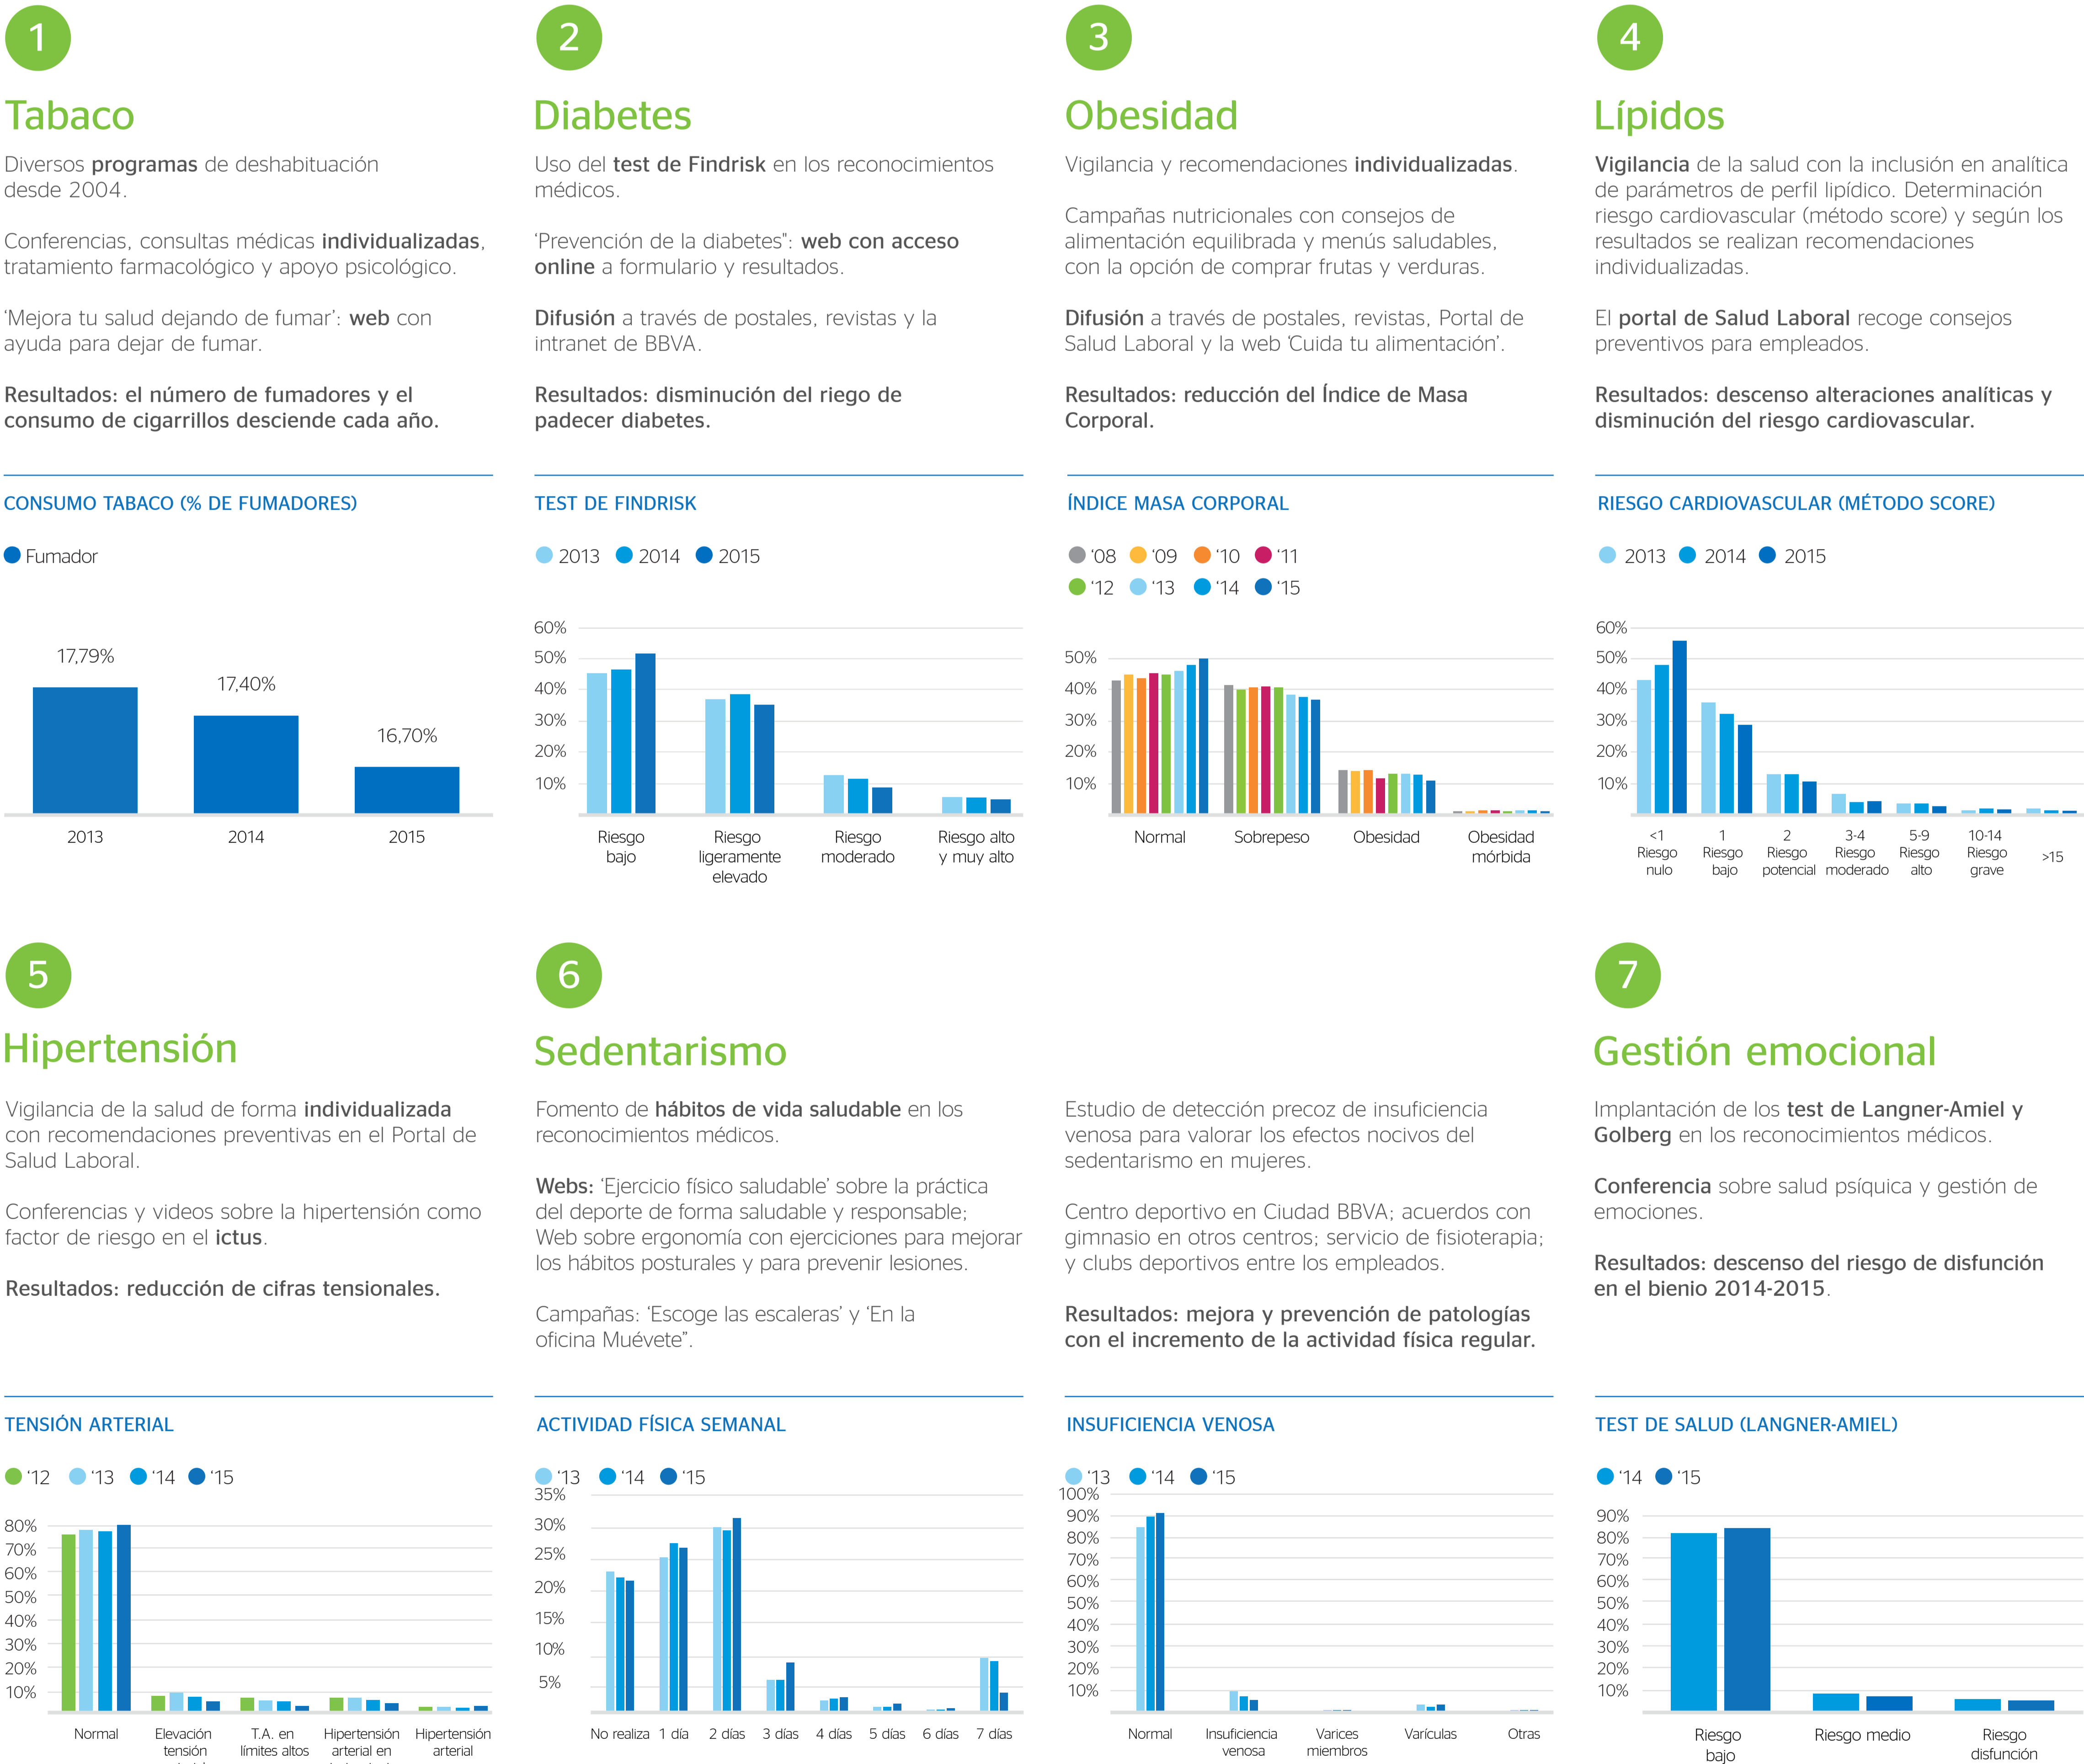 1
Tabaco
Diversos programas de deshabituación
desde 2004.
Conferencias, consultas médicas individualizadas,
tratamiento farmacológico y apoyo psicológico.
‘Mejora tu salud dejando de fumar’: web con
ayuda para dejar de fumar.
Resultados: el número de fumadores y el
consumo de cigarrillos desciende cada año.
CONSUMO TABACO (% DE FUMADORES)
Fumador
17,79%
17,40%
16,70%
2013 2014 2015
2
Diabetes
Uso del test de Findrisk en los reconocimientos
médicos.
‘Prevención de la diabetes": web con acceso
online a formulario y resultados.
Difusión a través de postales, revistas y la
intranet de BBVA.
Resultados: disminución del riego de
padecer diabetes.
TEST DE FINDRISK
2013 2014 2015
60%
50%
40%
30%
20%
10%
Riesgo
bajo
Riesgo
ligeramente
elevado
Riesgo
moderado
Riesgo alto
y muy alto
3
Obesidad
Vigilancia y recomendaciones individualizadas.
Campañas nutricionales con consejos de
alimentación equilibrada y menús saludables,
con la opción de comprar frutas y verduras.
Difusión a través de postales, revistas, Portal de
Salud Laboral y la web ‘Cuida tu alimentación’.
Resultados: reducción del Índice de Masa
Corporal.
ÍNDICE MASA CORPORAL
‘08 ‘09 ‘10 ‘11
‘12 ‘13 ‘14 ‘15
50%
40%
30%
20%
10%
Normal
Sobrepeso
Obesidad
Obesidad
mórbida
4
Lípidos
Vigilancia de la salud con la inclusión en analítica
de parámetros de perfil lipídico. Determinación
riesgo cardiovascular (método score) y según los
resultados se realizan recomendaciones
individualizadas.
El portal de Salud Laboral recoge consejos
preventivos para empleados.
Resultados: descenso alteraciones analíticas y
disminución del riesgo cardiovascular.
RIESGO CARDIOVASCULAR (MÉTODO SCORE)
2013 2014 2015
60%
50%
40%
30%
20%
10%
<1
Riesgo
nulo
1
Riesgo
bajo
2
Riesgo
potencial
3-4
Riesgo
moderado
5-9
Riesgo
alto
10-14
Riesgo
grave
>15
5
Hipertensión
Vigilancia de la salud de forma individualizada
con recomendaciones preventivas en el Portal de
Salud Laboral.
Conferencias y videos sobre la hipertensión como
factor de riesgo en el ictus.
Resultados: reducción de cifras tensionales.
TENSIÓN ARTERIAL
‘12 ‘13 ‘14 ‘15
80%
70%
60%
50%
40%
30%
20%
10%
Normal
Elevación
tensión
T.A. en
límites altos
Hipertensión
arterial en
Hipertensión
arterial
6
Sedentarismo
Fomento de hábitos de vida saludable en los
reconocimientos médicos.
Webs: ‘Ejercicio físico saludable’ sobre la práctica
del deporte de forma saludable y responsable;
Web sobre ergonomía con ejerciciones para mejorar
los hábitos posturales y para prevenir lesiones.
Campañas: ‘Escoge las escaleras’ y ‘En la
oficina Muévete”.
ACTIVIDAD FÍSICA SEMANAL
‘13 ‘14 ‘15
35%
30%
25%
20%
15%
10%
5%
No realiza 1 día 2 días 3 días 4 días 5 días 6 días 7 días
Estudio de detección precoz de insuficiencia
venosa para valorar los efectos nocivos del
sedentarismo en mujeres.
Centro deportivo en Ciudad BBVA; acuerdos con
gimnasio en otros centros; servicio de fisioterapia;
y clubs deportivos entre los empleados.
Resultados: mejora y prevención de patologías
con el incremento de la actividad física regular.
INSUFICIENCIA VENOSA
‘13 ‘14 ‘15
100%
90%
80%
70%
60%
50%
40%
30%
20%
10%
Normal
Insuficiencia
venosa
Varices
miembros
Varículas
Otras
7
Gestión emocional
Implantación de los test de Langner-Amiel y
Golberg en los reconocimientos médicos.
Conferencia sobre salud psíquica y gestión de
emociones.
Resultados: descenso del riesgo de disfunción
en el bienio 2014-2015.
TEST DE SALUD (LANGNER-AMIEL)
‘14 ‘15
90%
80%
70%
60%
50%
40%
30%
20%
10%
Riesgo
bajo
Riesgo medio
Riesgo
disfunción